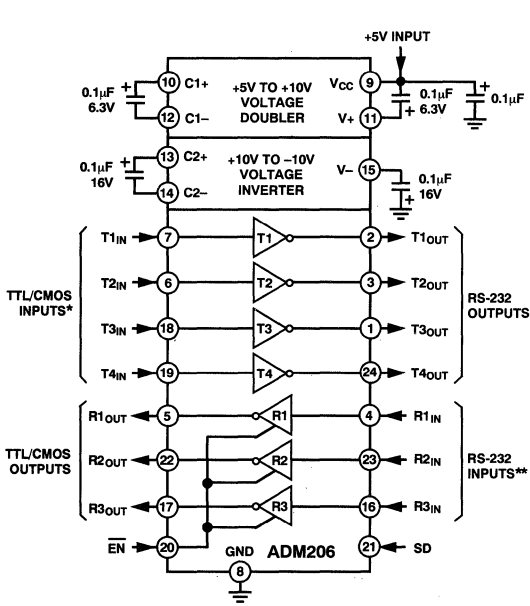 +5V INPUT
0.1µF
6.3V
+
10 C1+
12 C1–
+5V TO +10V
VOLTAGE
DOUBLER
VCC 9
V+ 11
+
0.1µF
6.3V
+
+ 0.1µF
0.1µF
16V
+
13 C2+
14 C2–
+10V TO –10V
VOLTAGE
INVERTER
V– 15
0.1µF
16V
+
TTL/CMOS
INPUTS*
T1IN 7 T1 2 T1OUT
T2IN 6 T2 3 T2OUT
T3IN 18 T3 1 T3OUT
T4IN 19 T4 24 T4OUT
RS-232
OUTPUTS
TTL/CMOS
OUTPUTS
R1OUT 5 R1 4 R1IN
R2OUT 22 R2 23 R2IN
R3OUT 17 R3 16 R3IN
RS-232
INPUTS**
EN 20
GND
8
ADM206
21 SD